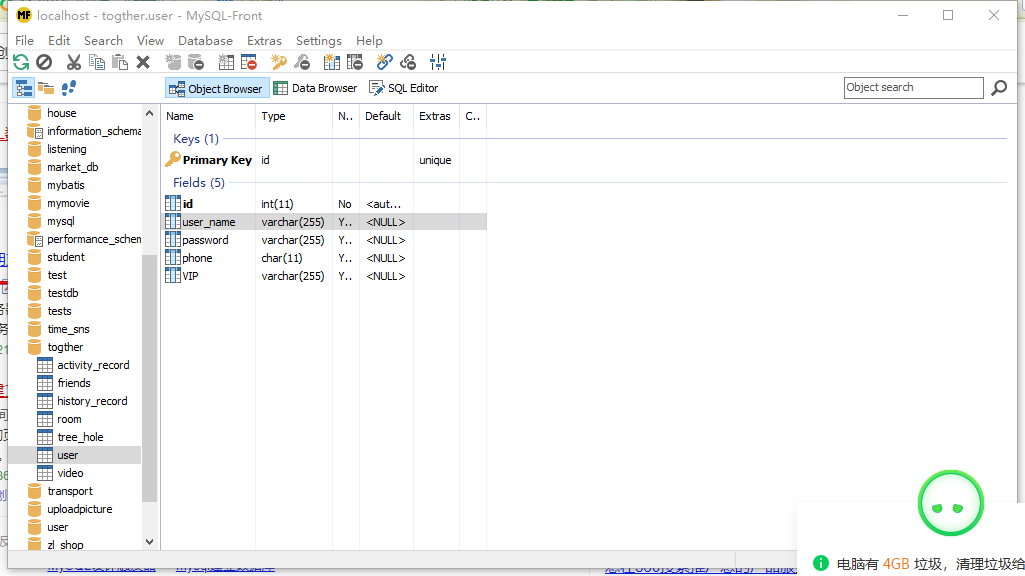 localhost - togther.user - MySQL-Front
File Edit Search View Database Extras Settings Help
Object Browser Data Browser SQL Editor Object search
house
information_schema
listening
market_db
mybatis
mymovie
mysql
performance_schem
student
test
testdb
tests
time_sns
togther
activity_record
friends
history_record
room
tree_hole
user
video
transport
uploadpicture
user
zl_shop
Name Type N.. Default Extras C..
Keys (1)
Primary Key id unique
Fields (5)
id int(11) No <aut...
user_name varchar(255) Y.. <NULL>
password varchar(255) Y.. <NULL>
phone char(11) Y.. <NULL>
VIP varchar(255) Y.. <NULL>
电脑有 4GB 垃圾，清理垃圾给